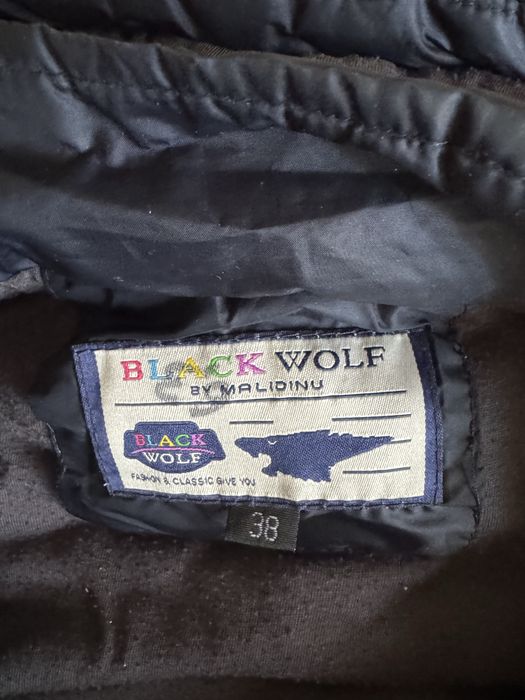 BLACK WOLF
BY MALIDINU
BLACK
WOLF
FASHION & CLASSIC GIVE YOU
38